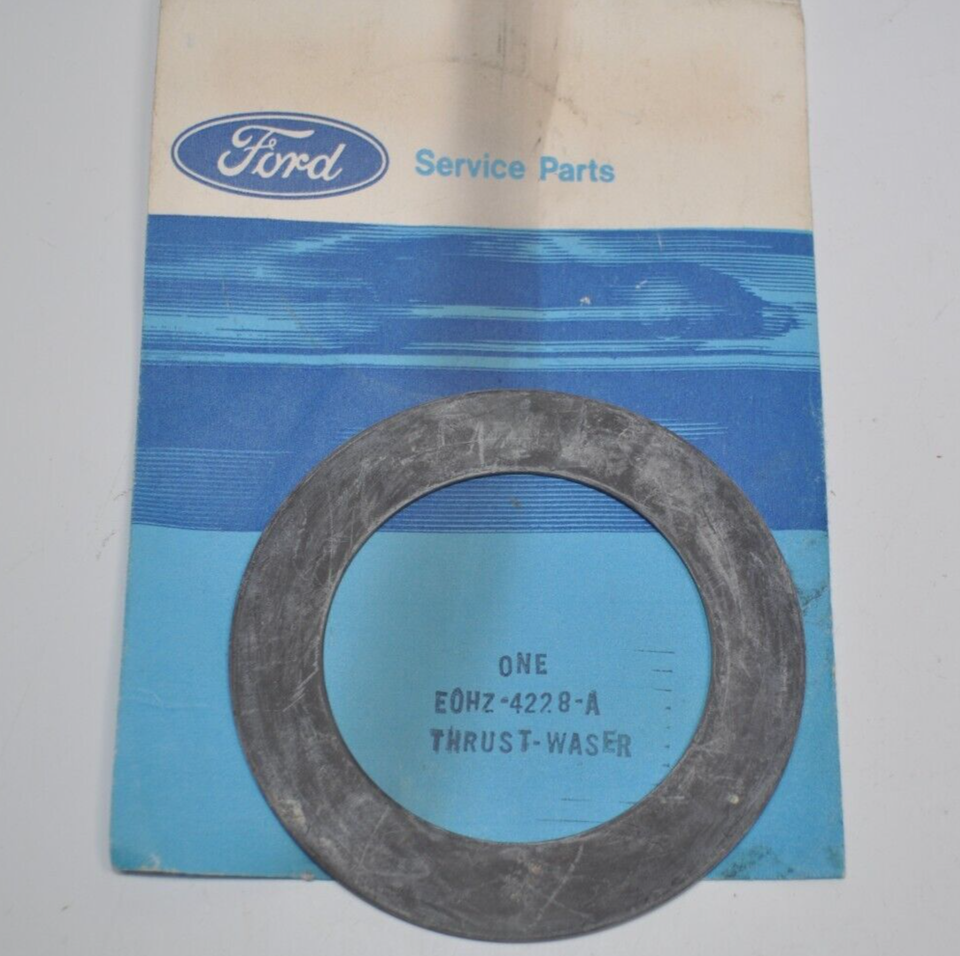 Ford
Service Parts
ONE
EOHZ-4228-A
THRUST-WASER